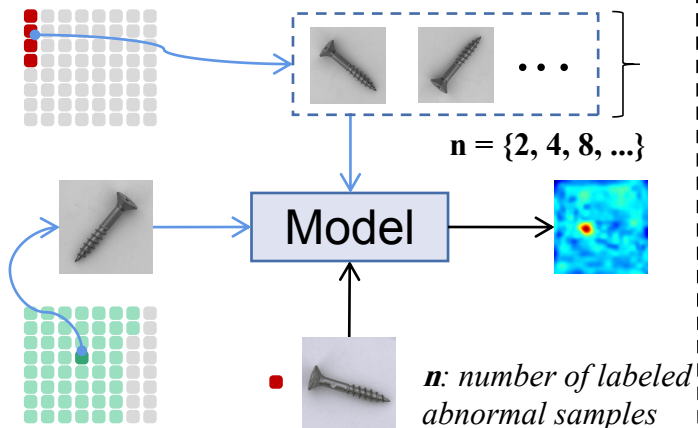 n = {2, 4, 8, ...}
Model
n: number of labeled
abnormal samples